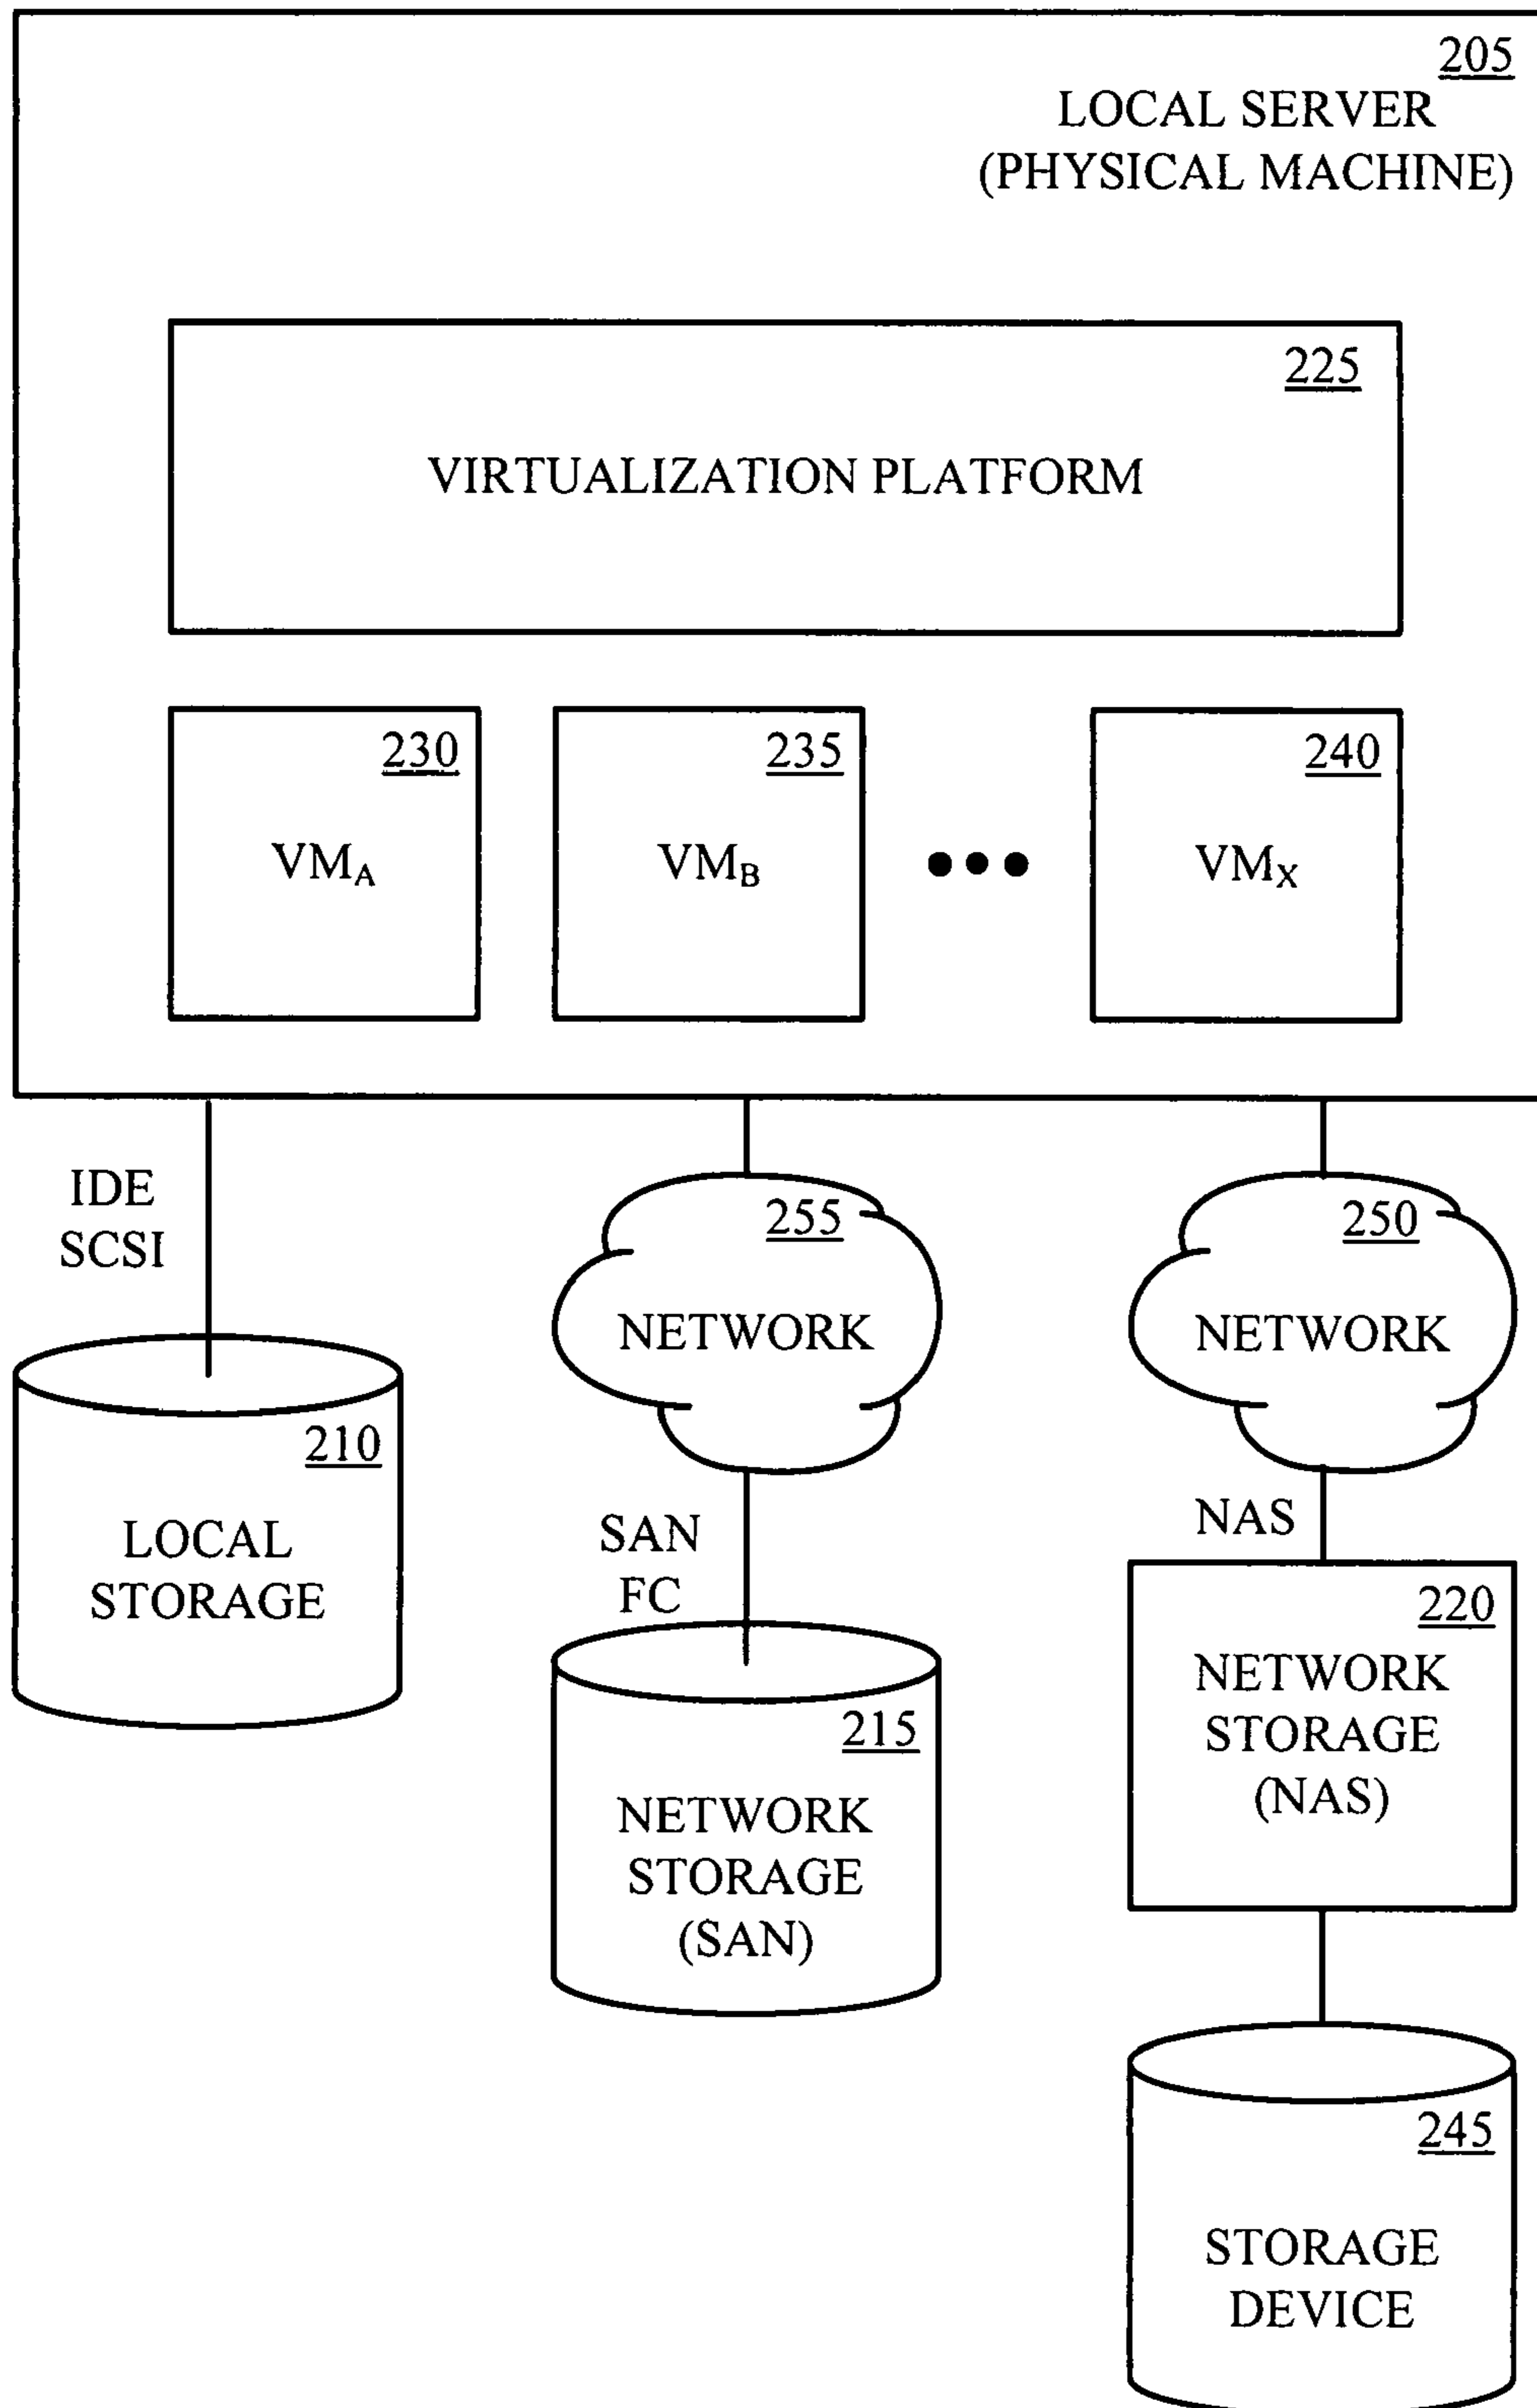 205
LOCAL SERVER
(PHYSICAL MACHINE)
225
VIRTUALIZATION PLATFORM
230
VMA
235
VMB
240
VMX
IDE
SCSI
255
NETWORK
250
NETWORK
210
LOCAL
STORAGE
SAN
FC
NAS
215
NETWORK
STORAGE
(SAN)
220
NETWORK
STORAGE
(NAS)
245
STORAGE
DEVICE